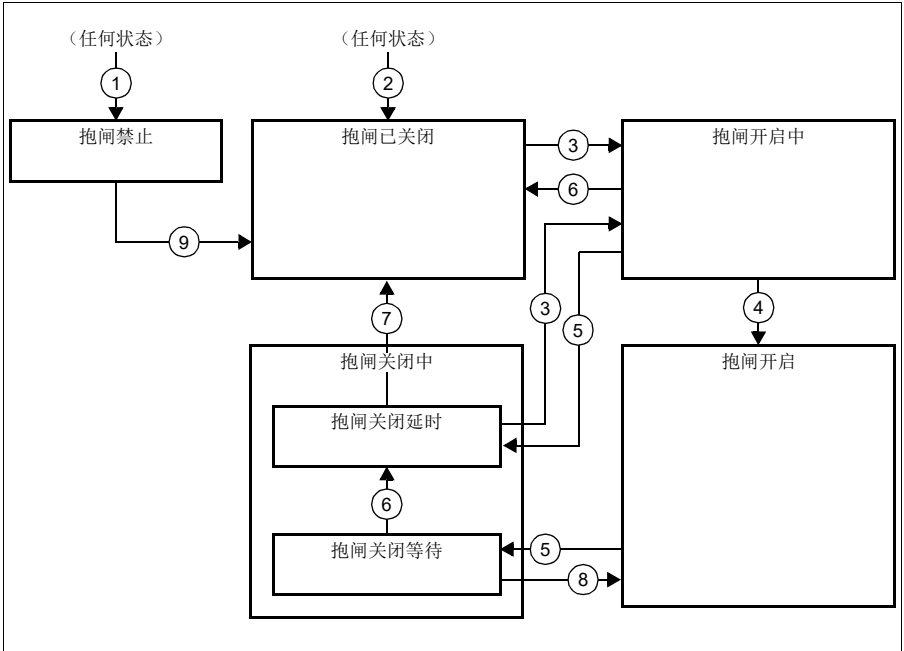 （任何状态）
（任何状态）
1
2
抱闸禁止
抱闸已关闭
抱闸开启中
3
6
9
3
4
7
5
抱闸关闭中
抱闸开启
抱闸关闭延时
6
抱闸关闭等待
5
8